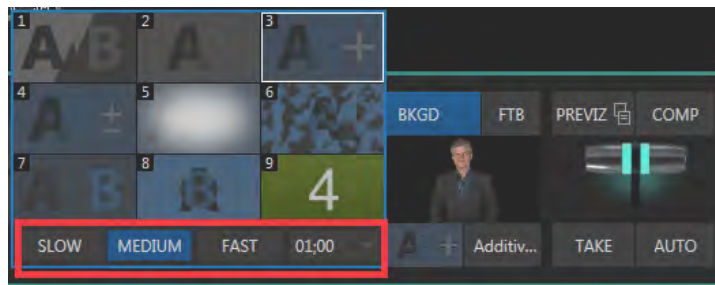 1 2 3
A B A A +
4 5 6
A ±
BKGD FTB PREVIZ COMP
7 8 9
A B B 4
SLOW MEDIUM FAST 01;00
A + Additiv... TAKE AUTO